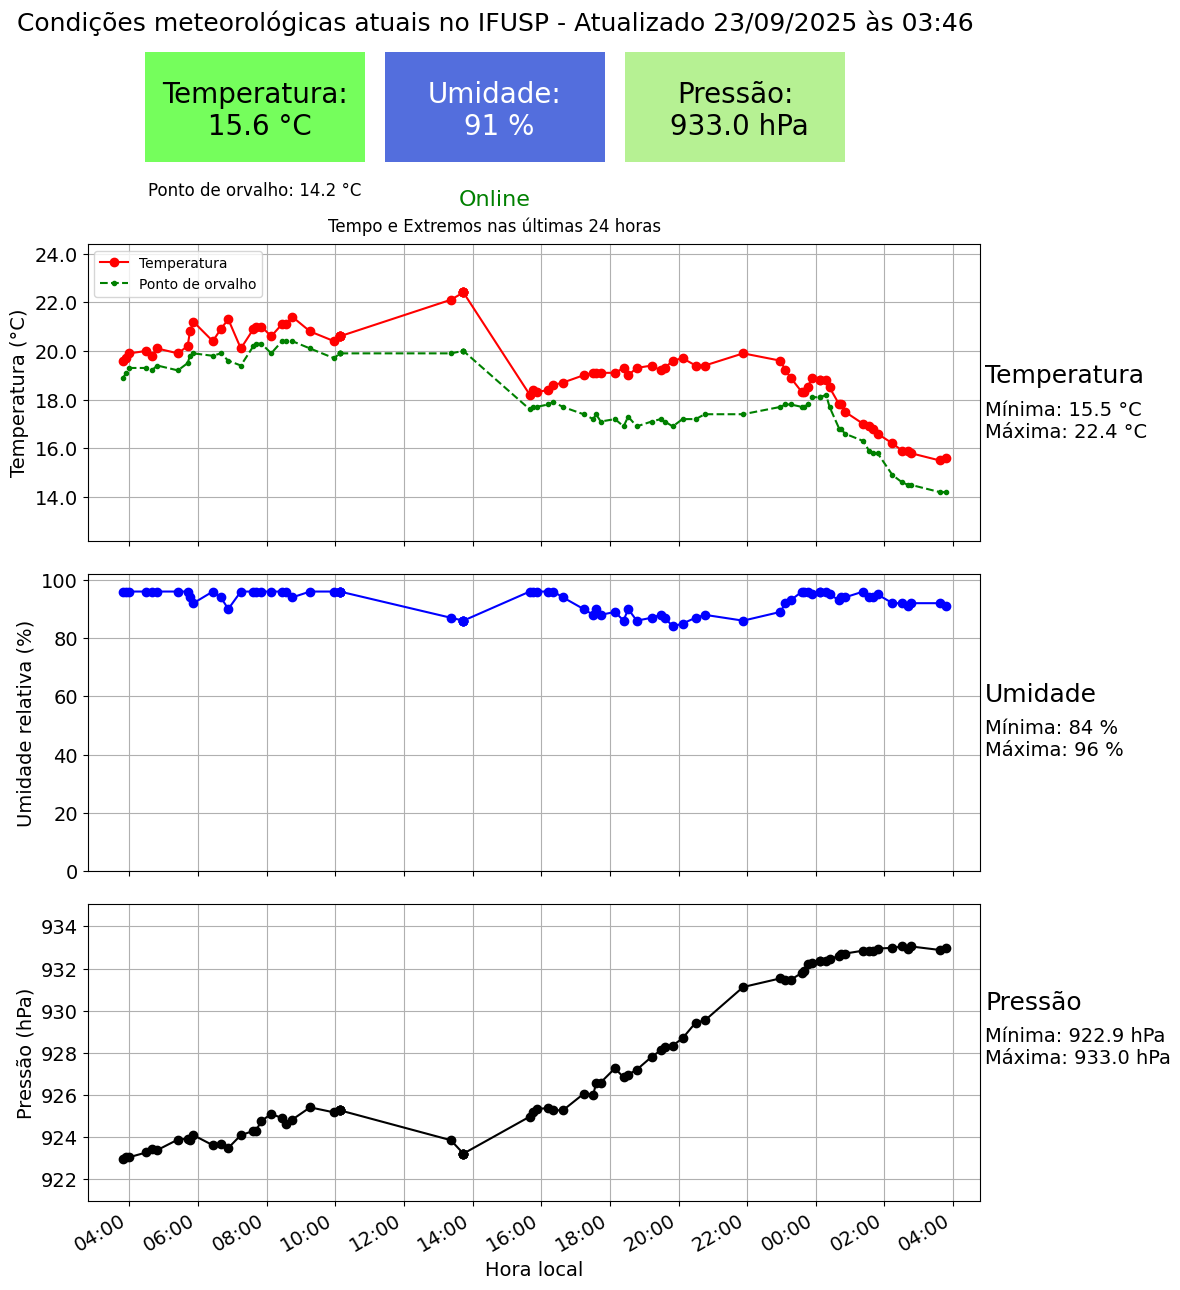 Condições meteorológicas atuais no IFUSP - Atualizado 23/09/2025 às 03:46
Temperatura:
15.6 °C
Umidade:
91 %
Pressão:
933.0 hPa
Ponto de orvalho: 14.2 °C
Online
Tempo e Extremos nas últimas 24 horas
Temperatura
Ponto de orvalho
Temperatura (°C)
24.0
22.0
20.0
18.0
16.0
14.0
Temperatura
Mínima: 15.5 °C
Máxima: 22.4 °C
Umidade relativa (%)
100
80
60
40
20
0
Umidade
Mínima: 84 %
Máxima: 96 %
Pressão (hPa)
934
932
930
928
926
924
922
Pressão
Mínima: 922.9 hPa
Máxima: 933.0 hPa
04:00 06:00 08:00 10:00 12:00 14:00 16:00 18:00 20:00 22:00 00:00 02:00 04:00
Hora local